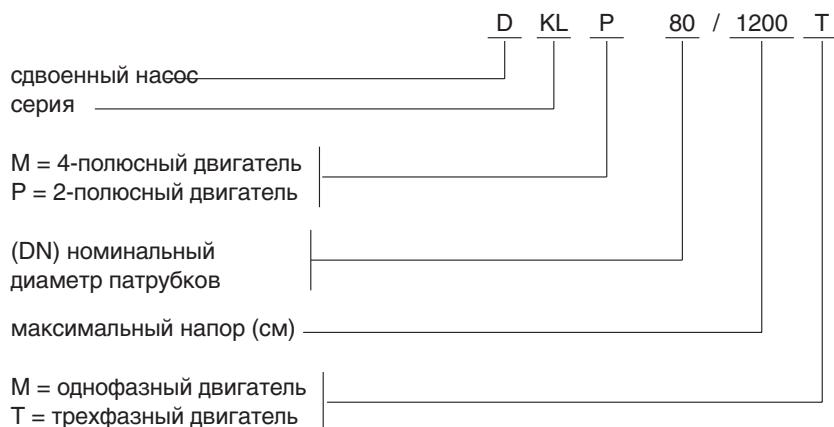 D KL P 80 / 1200 T
сдвоенный насос
серия
M = 4-полюсный двигатель
P = 2-полюсный двигатель
(DN) номинальный
диаметр патрубков
максимальный напор (см)
M = однофазный двигатель
T = трехфазный двигатель